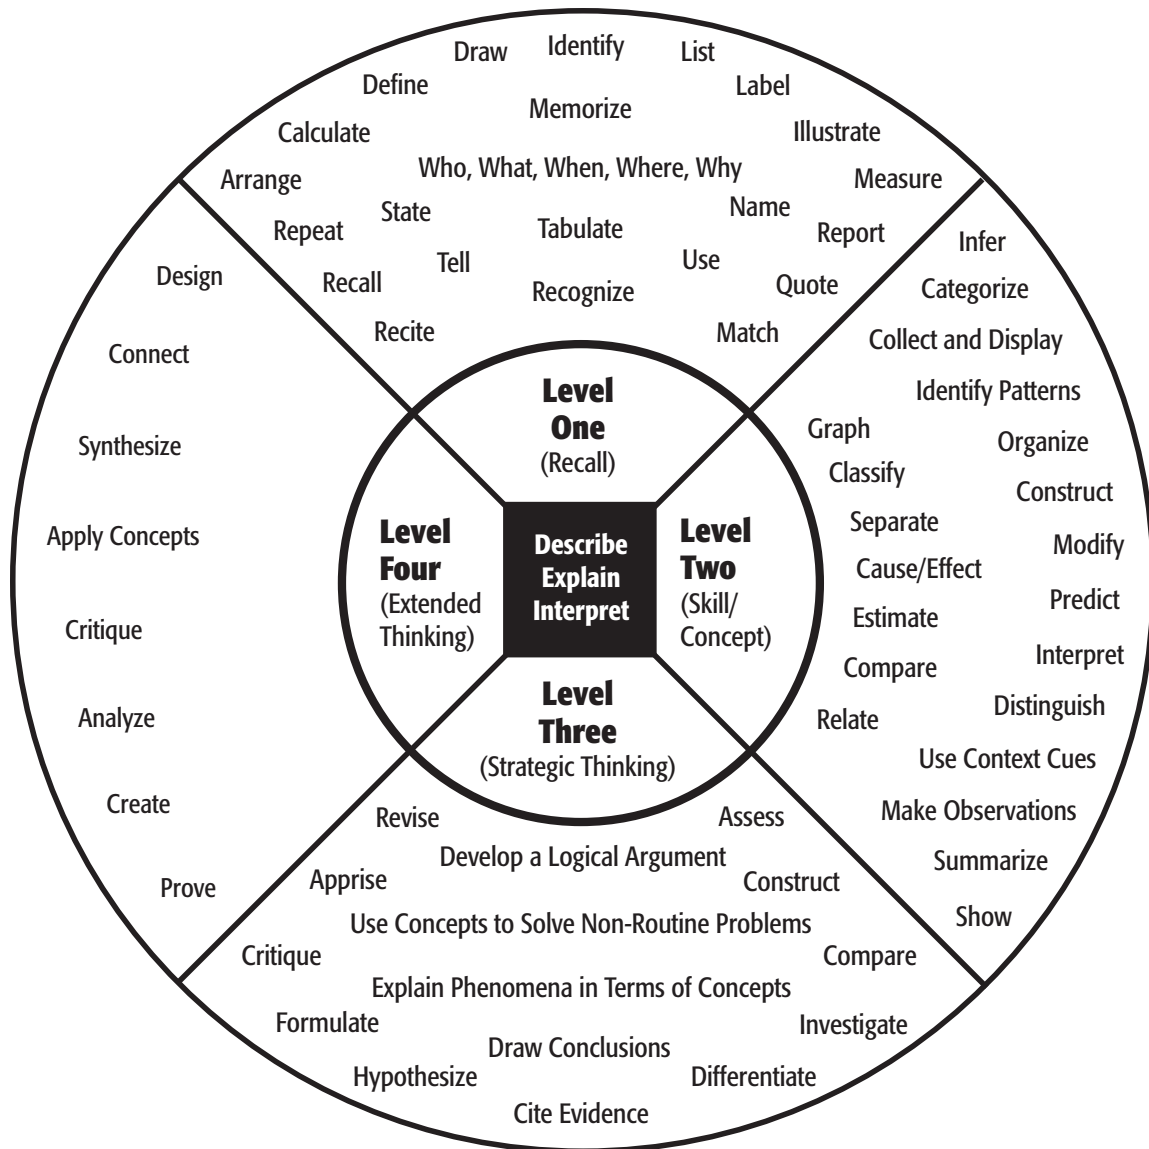 Draw
Identify
List
Define
Label
Memorize
Calculate
Illustrate
Who, What, When, Where, Why
Arrange
Measure
State
Name
Repeat
Tabulate
Report
Tell
Use
Recall
Recognize
Quote
Recite
Match
Level
One
(Recall)
Infer
Categorize
Collect and Display
Identify Patterns
Graph
Organize
Classify
Construct
Separate
Modify
Cause/Effect
Predict
Estimate
Interpret
Compare
Distinguish
Relate
Use Context Cues
Make Observations
Summarize
Show
Level
Two
(Skill/
Concept)
Describe
Explain
Interpret
Level
Three
(Strategic Thinking)
Revise
Assess
Develop a Logical Argument
Apprise
Construct
Use Concepts to Solve Non-Routine Problems
Critique
Compare
Explain Phenomena in Terms of Concepts
Formulate
Investigate
Draw Conclusions
Hypothesize
Differentiate
Cite Evidence
Level
Four
(Extended
Thinking)
Design
Connect
Synthesize
Apply Concepts
Critique
Analyze
Create
Prove